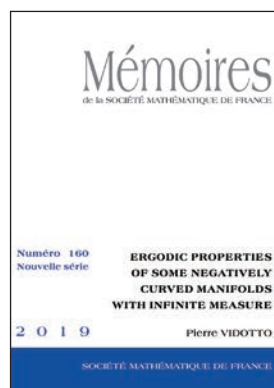 Mémoires
de la SOCIÉTÉ MATHÉMATIQUE DE FRANCE
Numéro 160
Nouvelle série
ERGODIC PROPERTIES
OF SOME NEGATIVELY
CURVED MANIFOLDS
WITH INFINITE MEASURE
2 0 1 9
Pierre VIDOTTO
SOCIÉTÉ MATHÉMATIQUE DE FRANCE